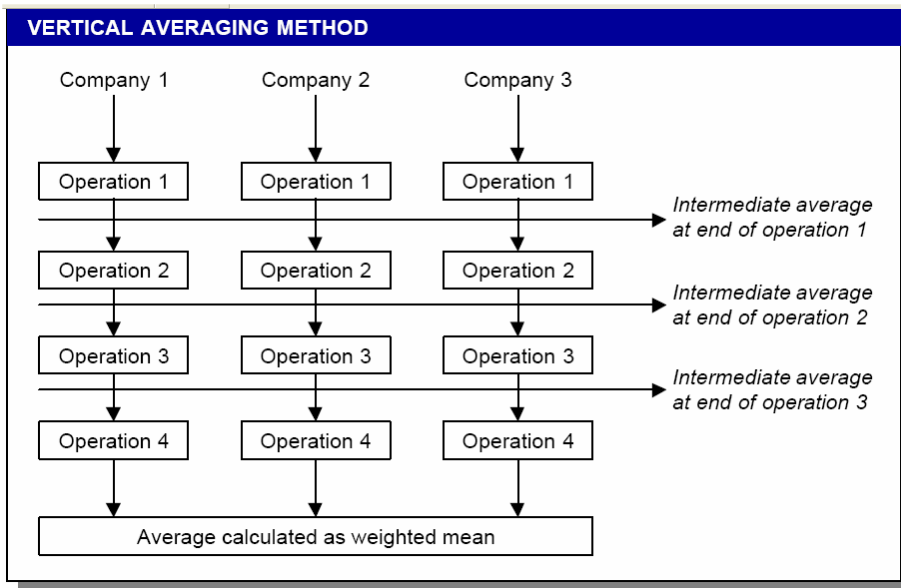 VERTICAL AVERAGING METHOD
Company 1
Company 2
Company 3
Operation 1
Operation 1
Operation 1
Intermediate average
at end of operation 1
Operation 2
Operation 2
Operation 2
Intermediate average
at end of operation 2
Operation 3
Operation 3
Operation 3
Intermediate average
at end of operation 3
Operation 4
Operation 4
Operation 4
Average calculated as weighted mean